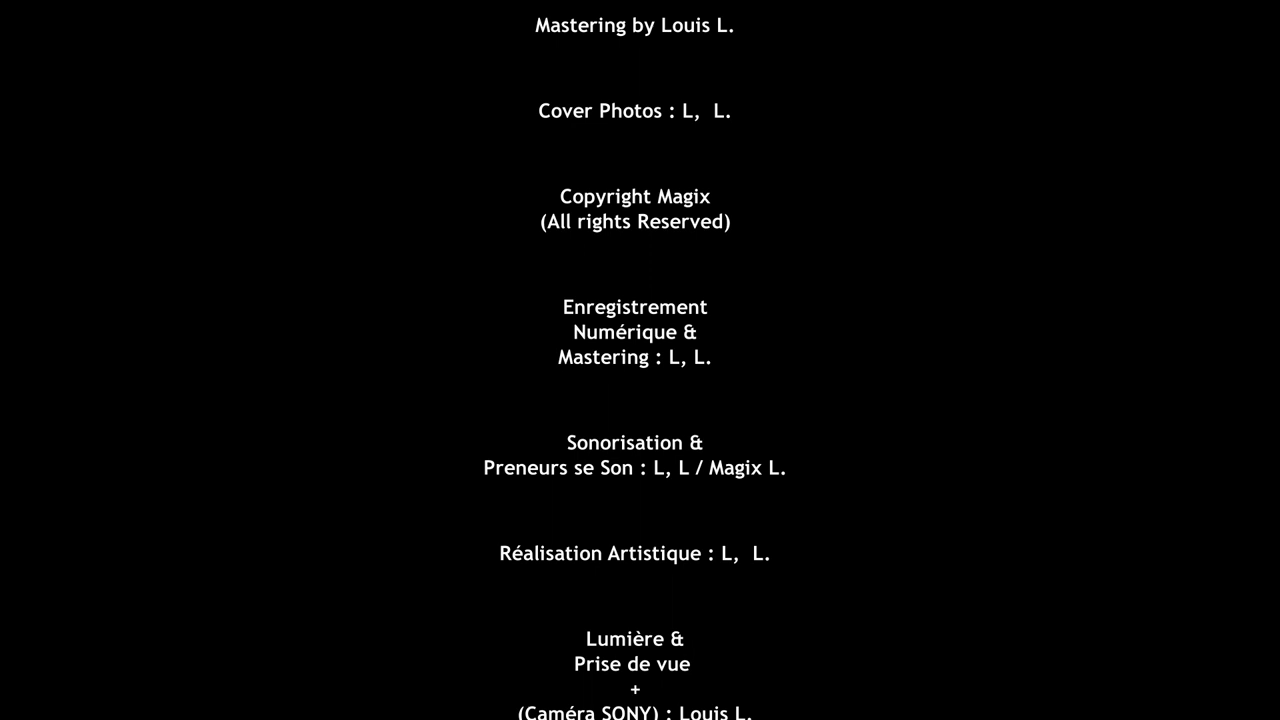 Mastering by Louis L.
Cover Photos : L,  L.
Copyright Magix
(All rights Reserved)
Enregistrement
Numérique &
Mastering : L, L.
Sonorisation &
Preneurs se Son : L, L / Magix L.
Réalisation Artistique : L,  L.
Lumière &
Prise de vue
+
(Caméra SONY) : Louis L.